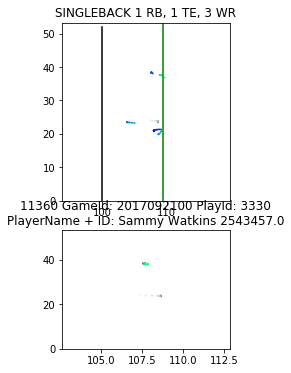 SINGLEBACK 1 RB, 1 TE, 3 WR
50
40
30
20
10
0
100 110
11360 GameId: 2017092100 PlayId: 3330
PlayerName + ID: Sammy Watkins 2543457.0
40
20
0
105.0 107.5 110.0 112.5